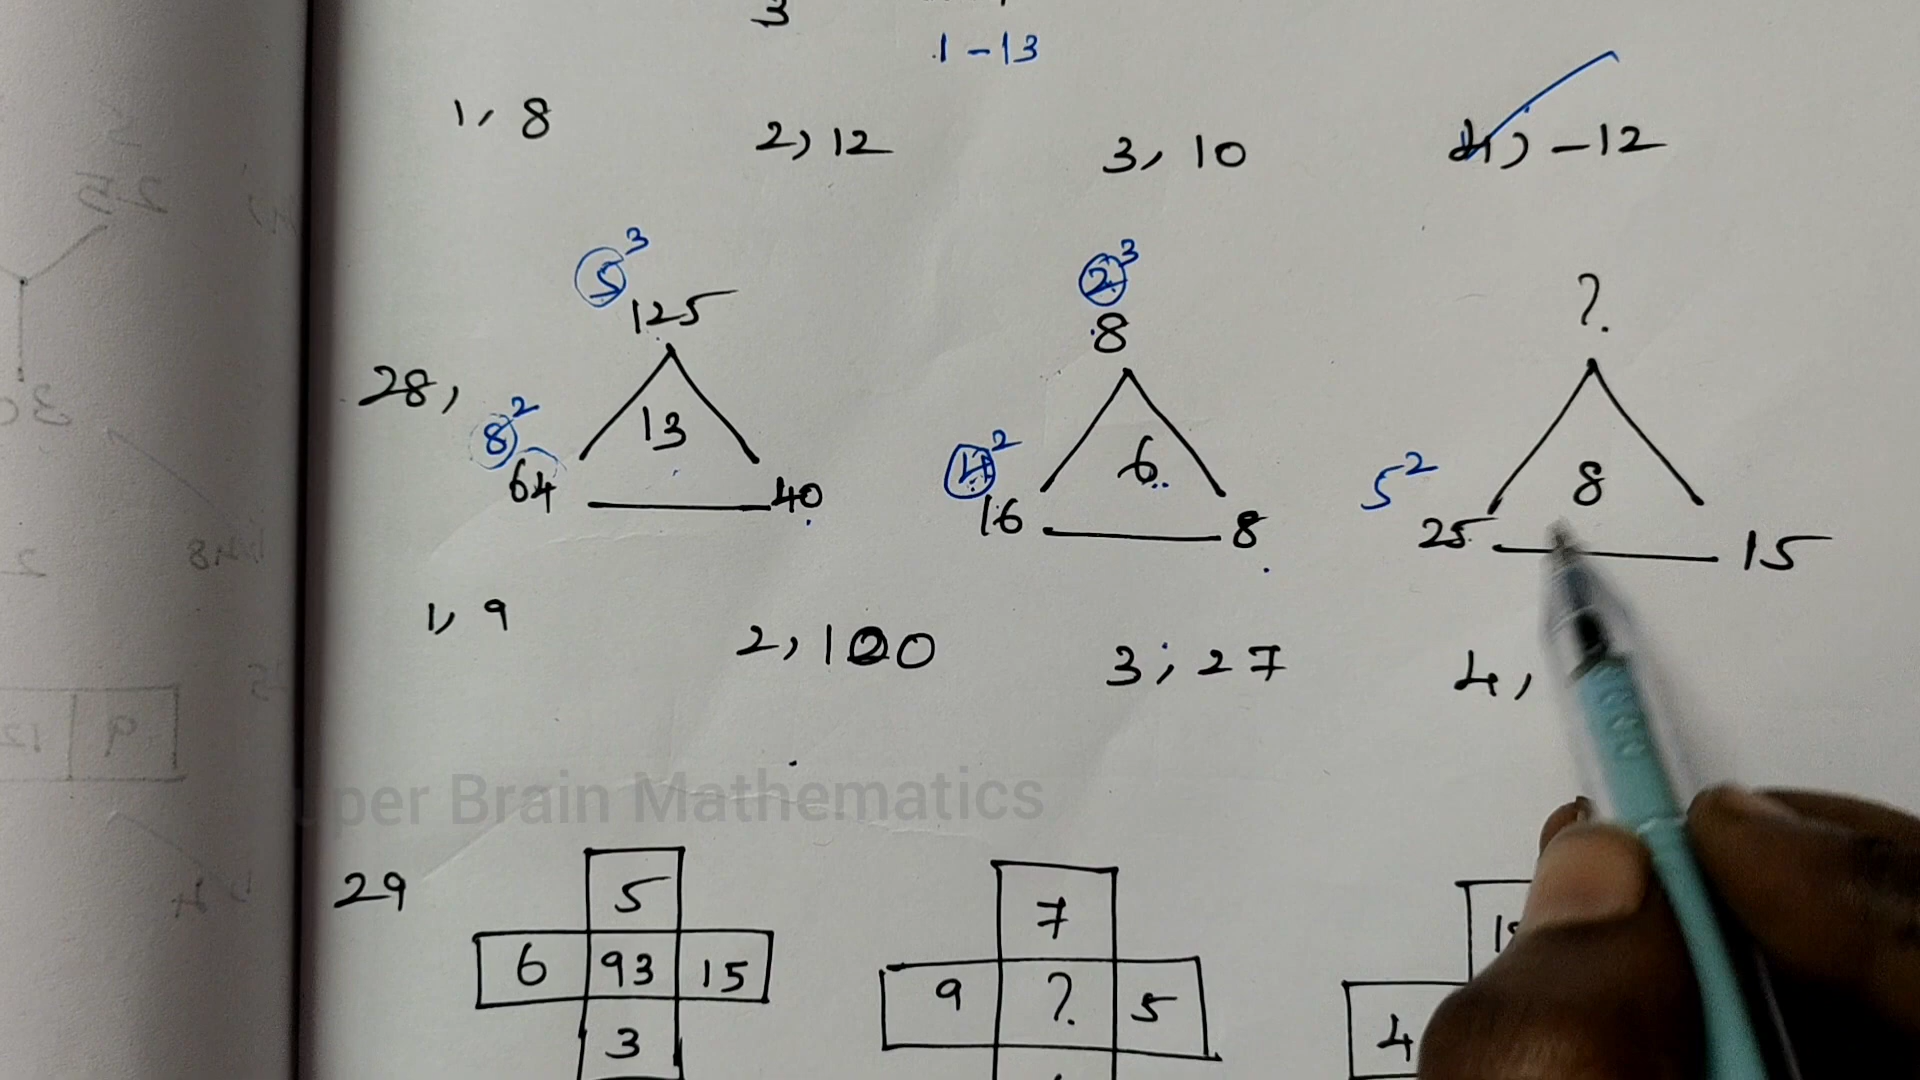 3
1 - 13
1, 8 2) 12 3, 10 4) -12
5³ 2³ ?
125 8
28, 8² 13 4² 6 5² 8
64 40 16 8 25 15
1, 9 2, 100 3, 27 4,
uper Brain Mathematics
29 5 7
6 93 15 9 ? 5 4
3